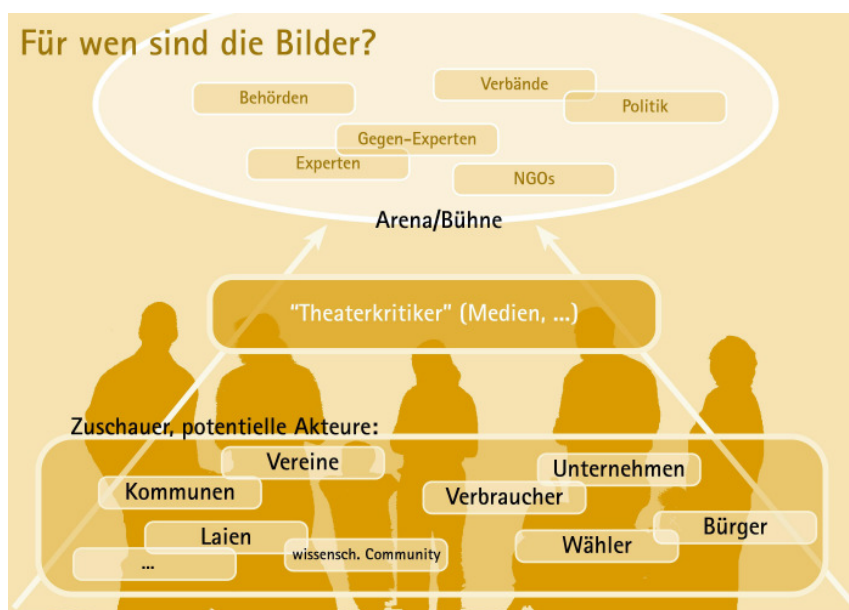 Für wen sind die Bilder?
Verbände
Behörden
Politik
Gegen-Experten
Experten
NGOs
Arena/Bühne
"Theaterkritiker" (Medien, ...)
Zuschauer, potentielle Akteure:
Vereine
Unternehmen
Kommunen
Verbraucher
Bürger
Laien
Wähler
wissensch. Community
...